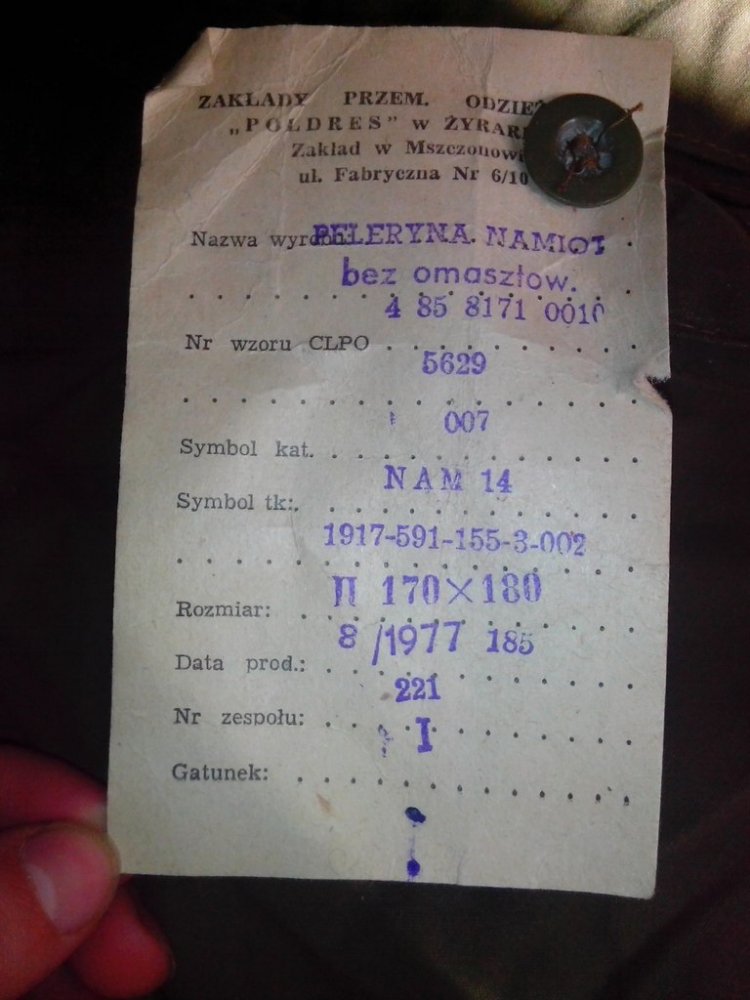 ZAKŁADY PRZEM. ODZIEŻ
„POLDRES” w ŻYRAR
Zakład w Mszczonowi
ul. Fabryczna Nr 6/10
Nazwa wyrobu: PELERYNA NAMIOT
bez omasztow.
4 85 8171 0010
Nr wzoru CLPO
5629
007
Symbol kat.
NAM 14
Symbol tk:.
1917-591-155-3-002
Rozmiar: II 170×180
8/1977 185
Data prod.:
221
Nr zespołu:
I
Gatunek: